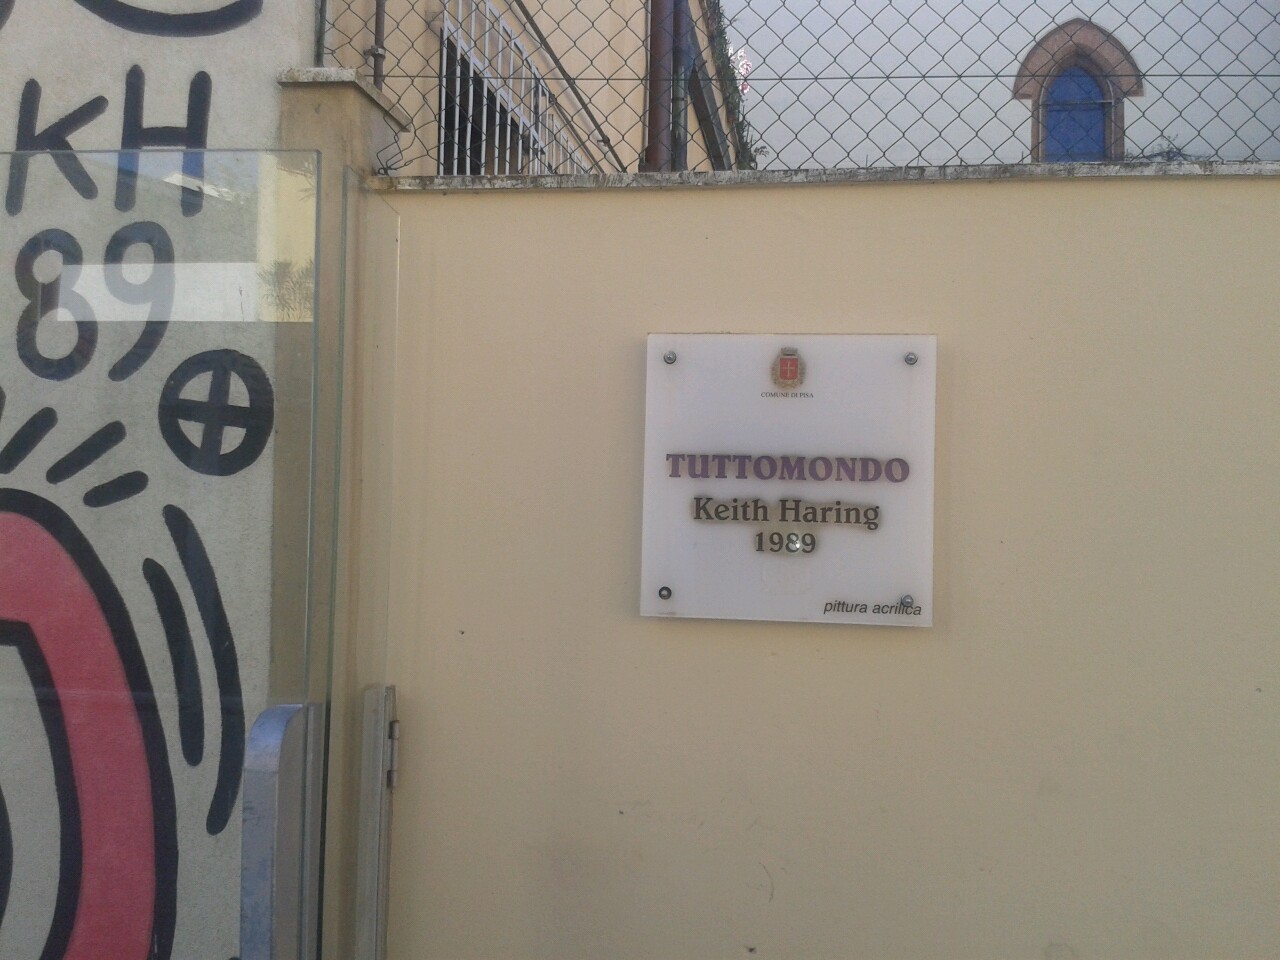 KH
89
COMUNE DI PISA
TUTTOMONDO
Keith Haring
1989
pittura acrilica